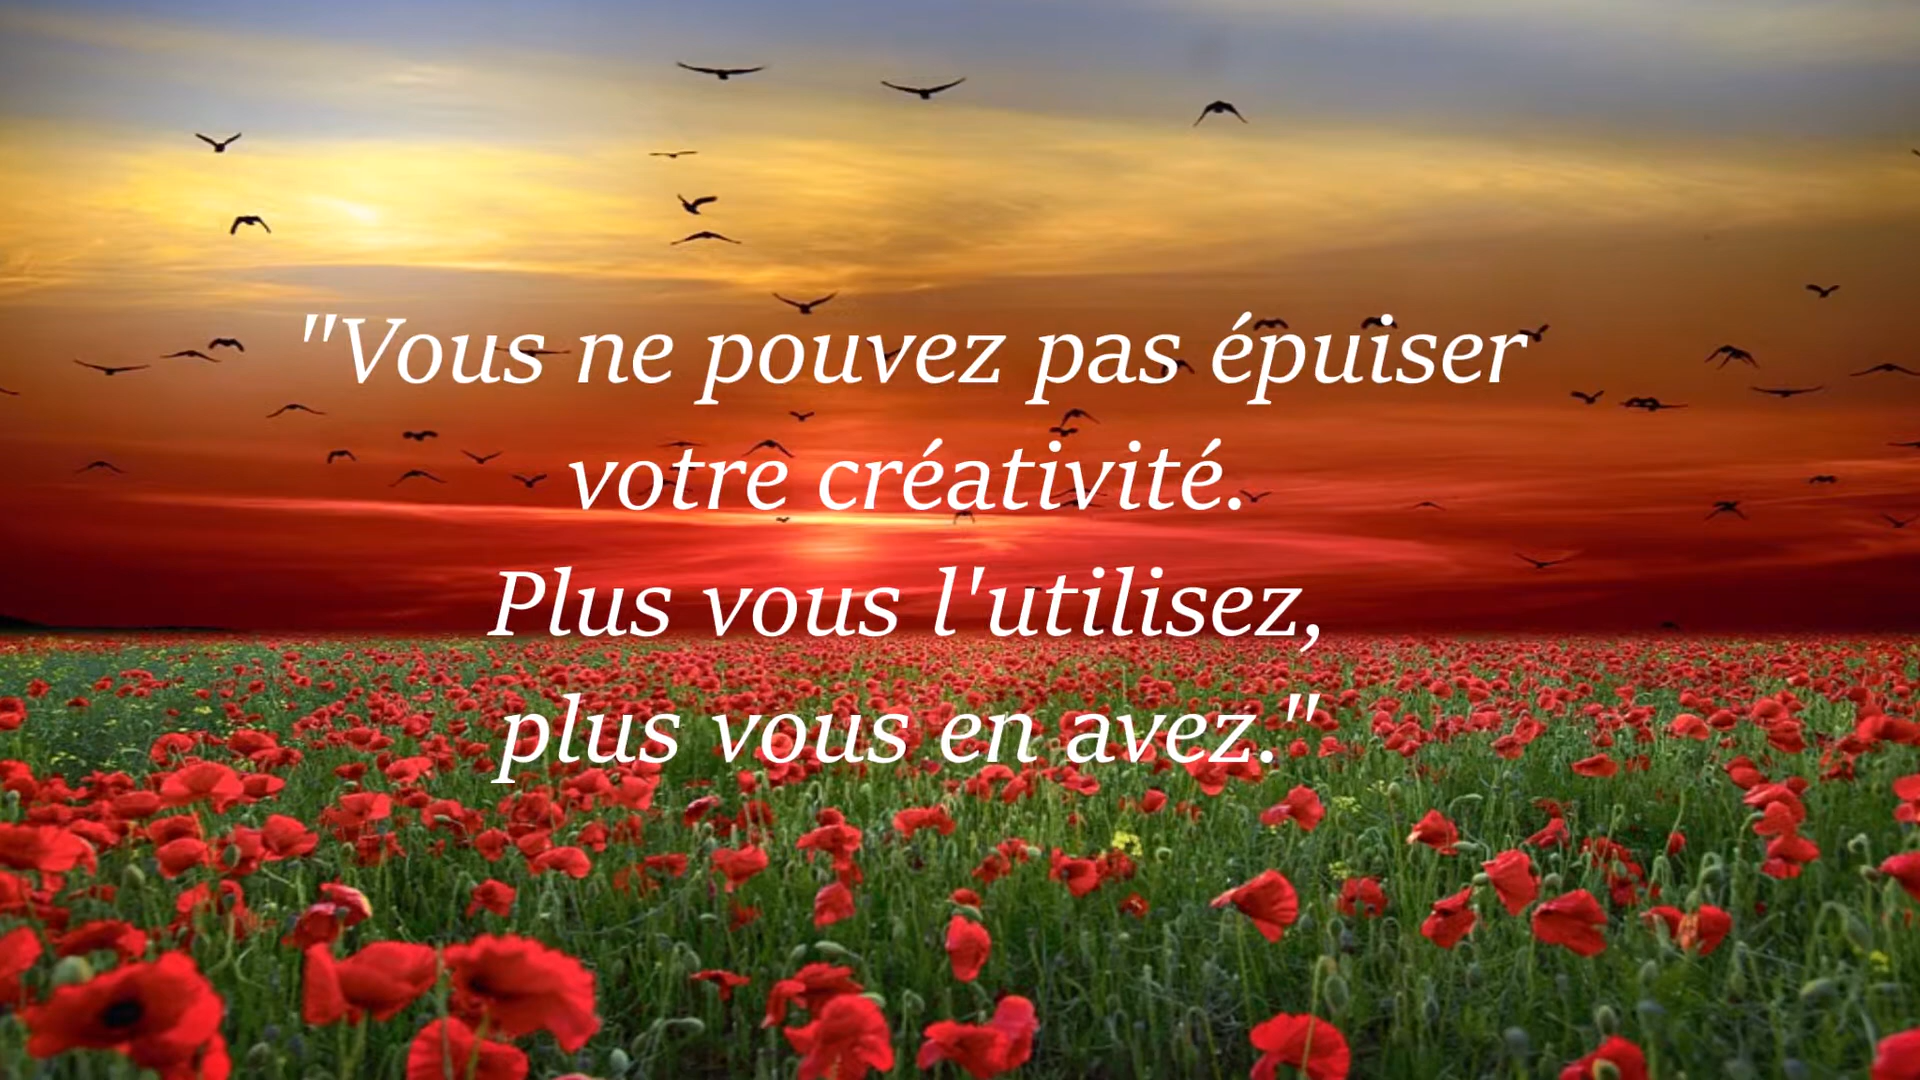 "Vous ne pouvez pas épuiser
votre créativité.
Plus vous l'utilisez,
plus vous en avez."